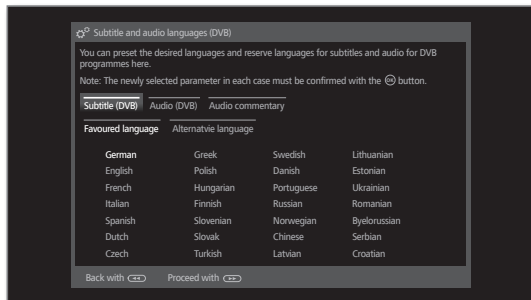 Subtitle and audio languages (DVB)
You can preset the desired languages and reserve languages for subtitles and audio for DVB
programmes here.
Note: The newly selected parameter in each case must be confirmed with the OK button.
Subtitle (DVB) Audio (DVB) Audio commentary
Favoured language Alternatvie language
German Greek Swedish Lithuanian
English Polish Danish Estonian
French Hungarian Portuguese Ukrainian
Italian Finnish Russian Romanian
Spanish Slovenian Norwegian Byelorussian
Dutch Slovak Chinese Serbian
Czech Turkish Latvian Croatian
Back with Proceed with